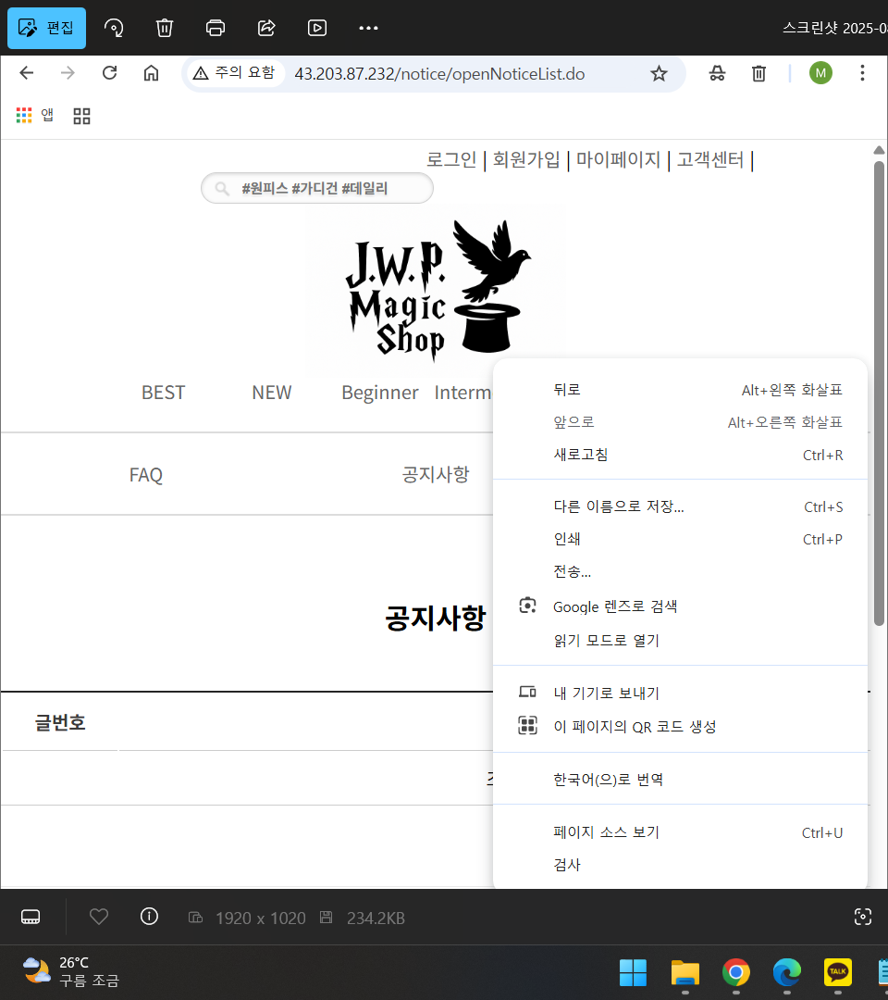 편집
스크린샷 2025-0
주의 요함
43.203.87.232/notice/openNoticeList.do
M
앱
로그인 | 회원가입 | 마이페이지 | 고객센터 |
#원피스 #가디건 #데일리
J.W.P.
Magic
Shop
BEST NEW Beginner Interm
FAQ 공지사항
공지사항
글번호
뒤로 Alt+왼쪽 화살표
앞으로 Alt+오른쪽 화살표
새로고침 Ctrl+R
다른 이름으로 저장... Ctrl+S
인쇄 Ctrl+P
전송...
Google 렌즈로 검색
읽기 모드로 열기
내 기기로 보내기
이 페이지의 QR 코드 생성
한국어(으)로 번역
페이지 소스 보기 Ctrl+U
검사
1920 x 1020 234.2KB
26°C
구름 조금
TALK